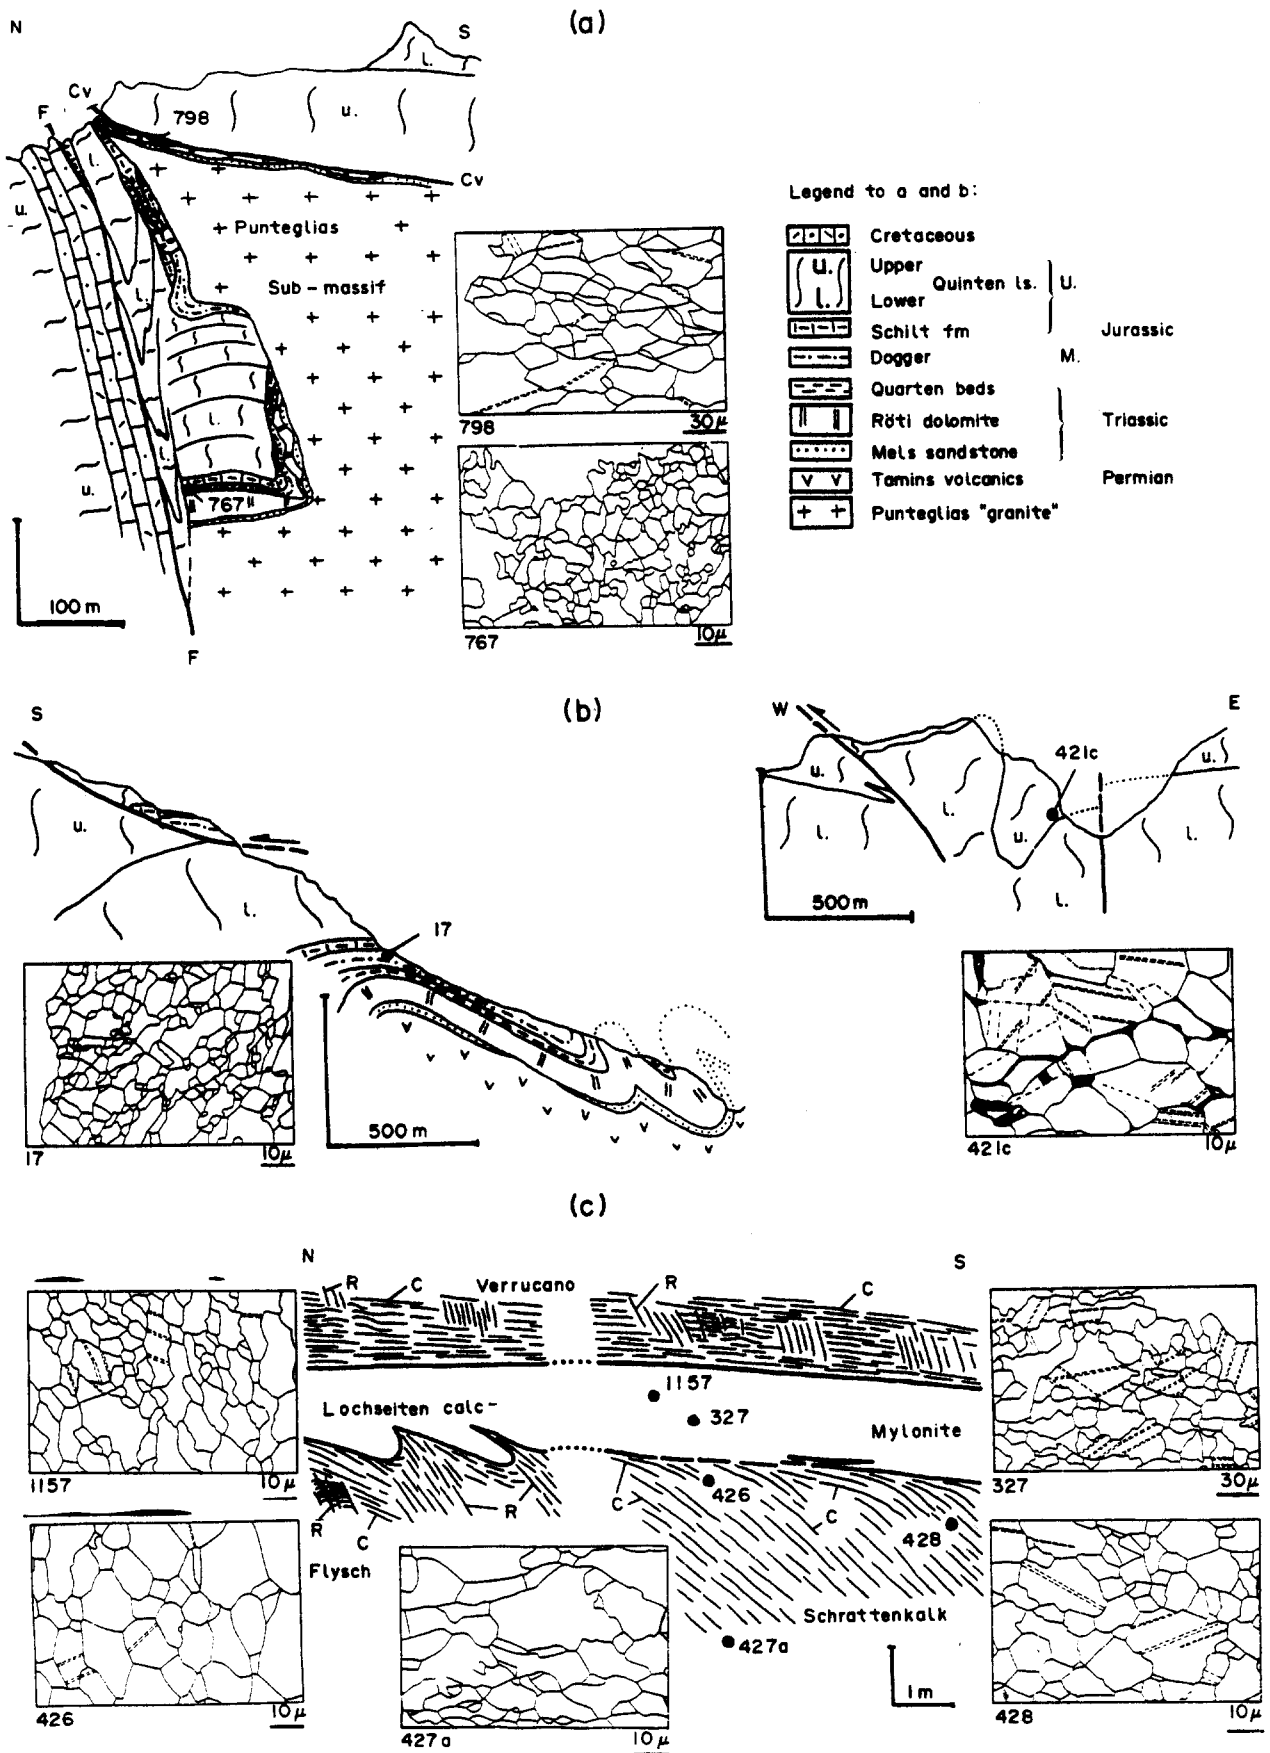 (a)
N
S
l.
Cv
F
798
u.
l.
Cv
u.
Punteglias
Sub-massif
l.
l.
l.
u.
767
100 m
F
798
30μ
767
10μ
Legend to a and b:
Cretaceous
u. Upper
Quinten ls. U.
l. Lower
Schilt fm Jurassic
Dogger M.
Quarten beds
Röti dolomite Triassic
Mels sandstone
Tamins volcanics Permian
Punteglias "granite"
(b)
S
u.
l.
17
17
10μ
500 m
W
E
421c
u.
u.
l.
l.
u.
l.
l.
500 m
421c
10μ
(c)
N
S
R
C
Verrucano
R
C
1157
327
Lochseiten calc-
Mylonite
1157
10μ
327
30μ
426
R
C
R
C
C
428
Flysch
Schrattenkalk
427a
1 m
426
10μ
427a
10μ
428
10μ